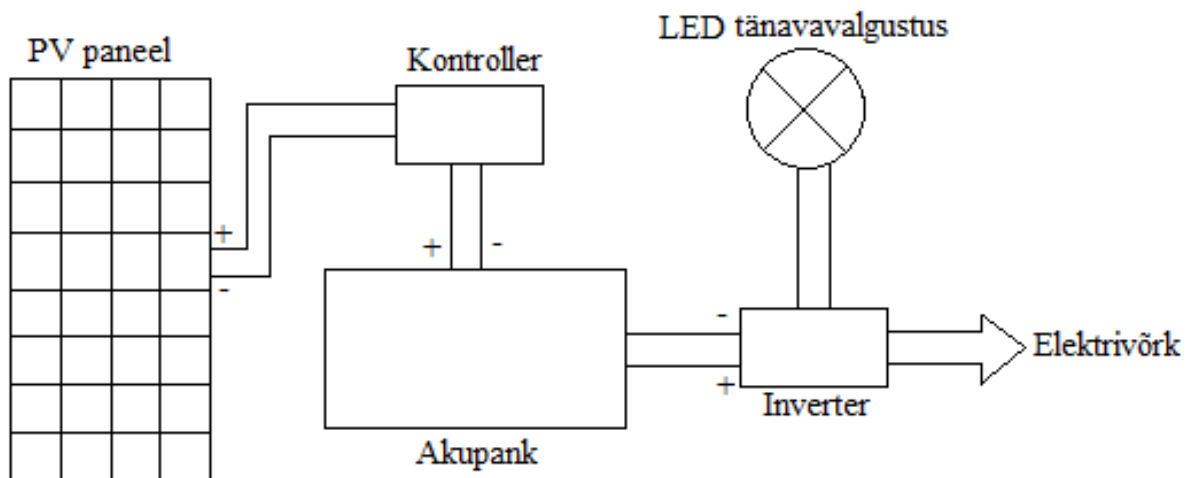 LED tänavavalgustus
PV paneel
Kontroller
+
-
+
-
-
+
Elektrivõrk
Inverter
Akupank